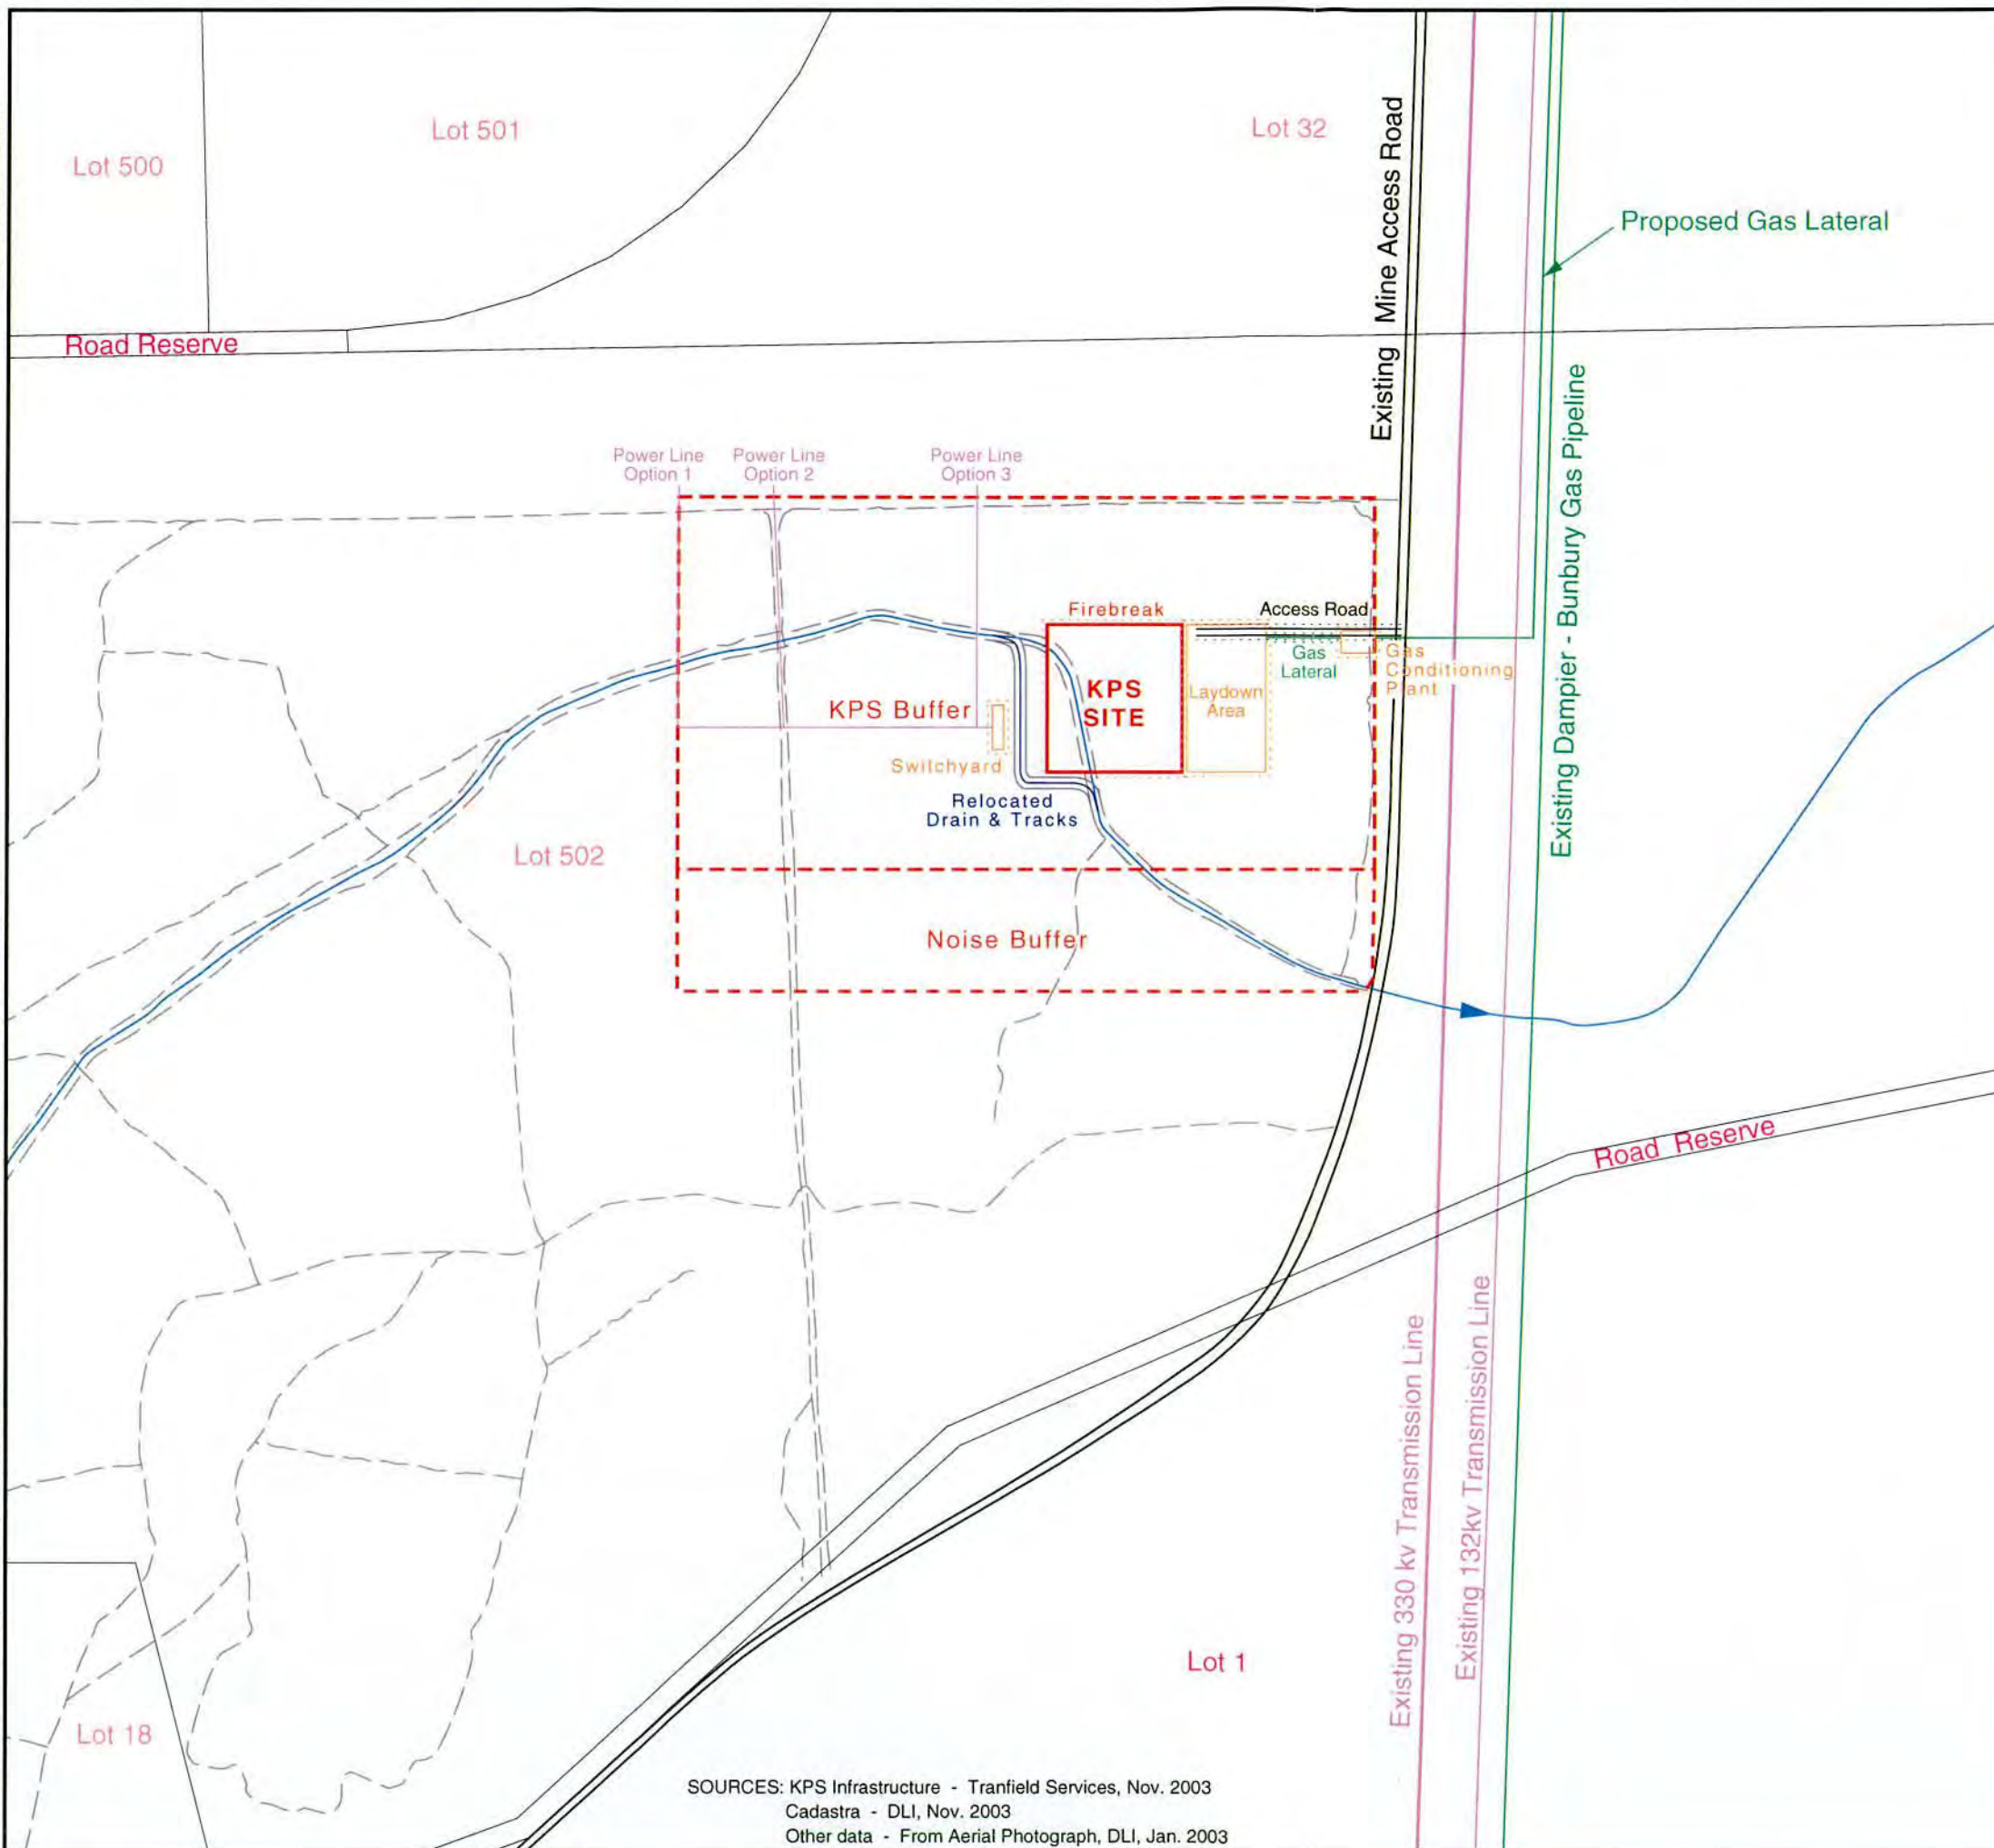 Lot 500
Lot 501
Lot 32
Existing Mine Access Road
Proposed Gas Lateral
Road Reserve
Existing Dampier - Bunbury Gas Pipeline
Power Line
Option 1
Power Line
Option 2
Power Line
Option 3
Firebreak
Access Road
Gas
Lateral
Gas
Conditioning
Plant
KPS
SITE
Laydown
Area
KPS Buffer
Switchyard
Relocated
Drain & Tracks
Lot 502
Noise Buffer
Road Reserve
Existing 330 kv Transmission Line
Existing 132kv Transmission Line
Lot 1
Lot 18
SOURCES: KPS Infrastructure - Tranfield Services, Nov. 2003
Cadastra - DLI, Nov. 2003
Other data - From Aerial Photograph, DLI, Jan. 2003